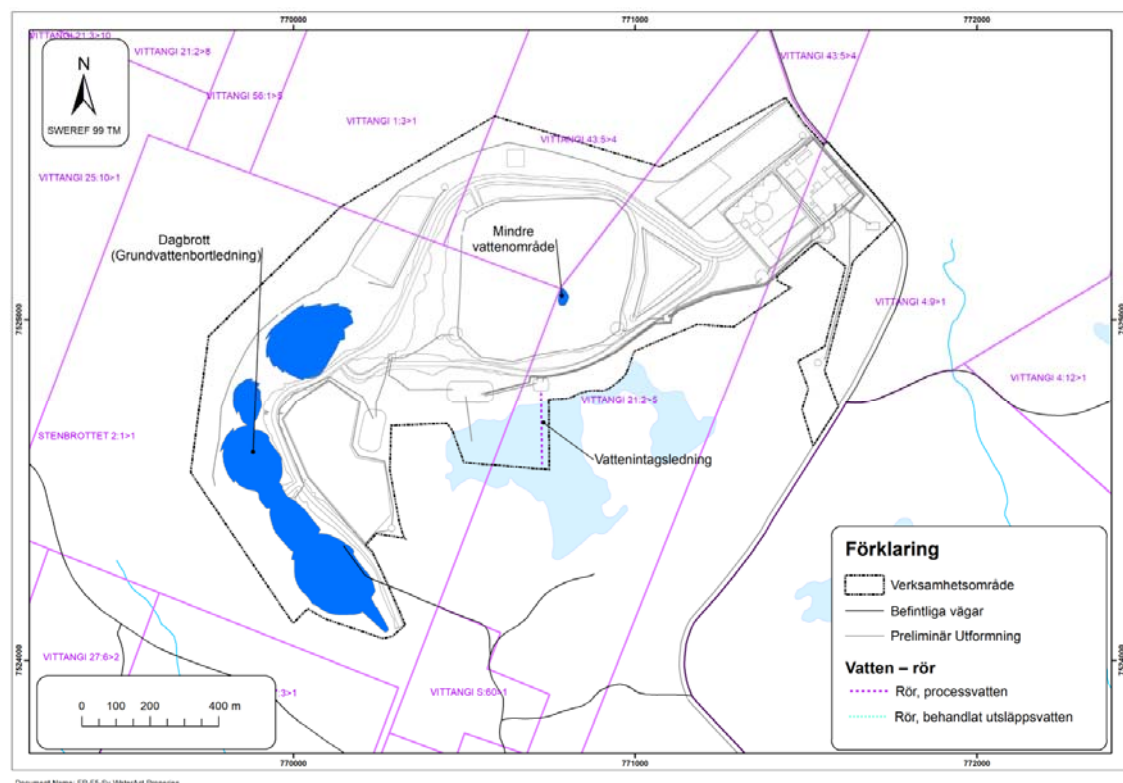 770000
771000
772000
VITTANGI 21:3>10
VITTANGI 21:2>8
VITTANGI 43:5>4
N
SWEREF 99 TM
VITTANGI 56:1>5
VITTANGI 1:3>1
VITTANGI 43:5>4
VITTANGI 25:10>1
Dagbrott
(Grundvattenbortledning)
Mindre
vattenområde
VITTANGI 4:9>1
VITTANGI 4:12>1
VITTANGI 21:2>5
STENBROTTET 2:1>1
Vattenintagsledning
Förklaring
Verksamhetsområde
Befintliga vägar
Preliminär Utformning
Vatten – rör
Rör, processvatten
Rör, behandlat utsläppsvatten
7524000
7524000
VITTANGI 27:6>2
:3>1
VITTANGI S:60>1
0 100 200 400 m
770000
771000
772000